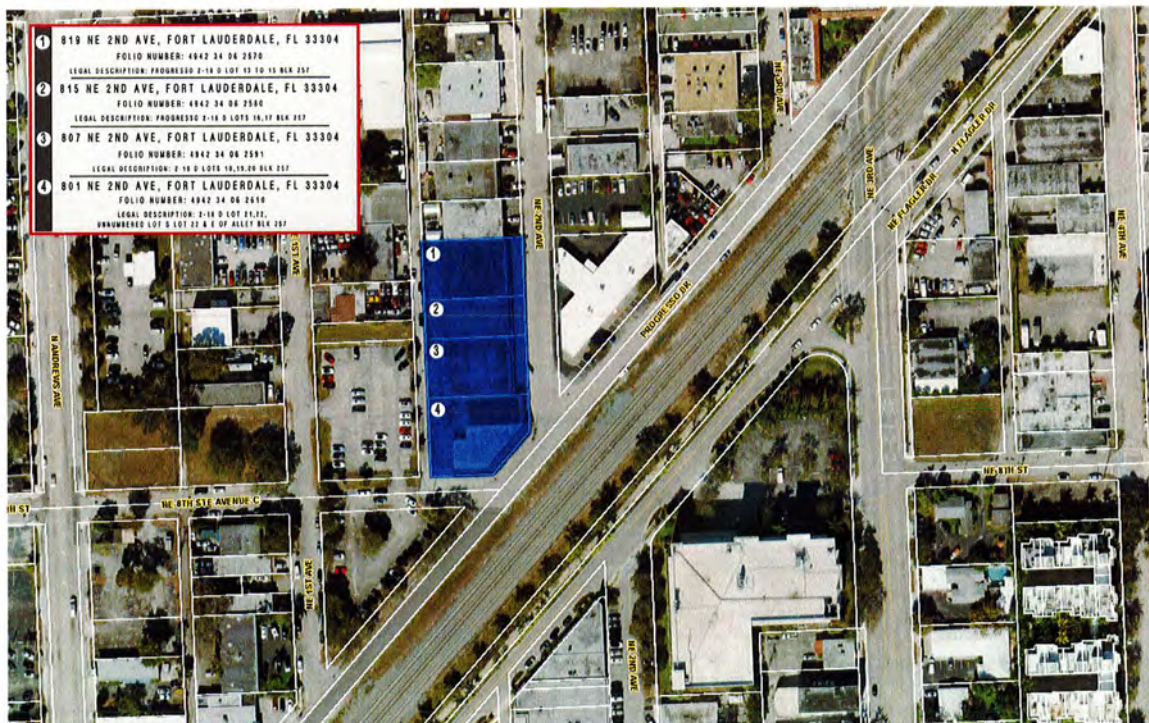 1 819 NE 2ND AVE, FORT LAUDERDALE, FL 33304
FOLIO NUMBER: 4942 34 06 2570
LEGAL DESCRIPTION: PROGRESSO 2-18 D LOT 13 TO 15 BLK 257
2 815 NE 2ND AVE, FORT LAUDERDALE, FL 33304
FOLIO NUMBER: 4942 34 06 2580
LEGAL DESCRIPTION: PROGRESSO 2-18 D LOTS 16,17 BLK 257
3 807 NE 2ND AVE, FORT LAUDERDALE, FL 33304
FOLIO NUMBER: 4942 34 06 2591
LEGAL DESCRIPTION: 2-18 D LOTS 18,19,20 BLK 257
4 801 NE 2ND AVE, FORT LAUDERDALE, FL 33304
FOLIO NUMBER: 4942 34 06 2610
LEGAL DESCRIPTION: 2-18 D LOT 21,22,
UNNUMBERED LOT S LOT 22 & E OF ALLEY BLK 257
NE 3RD AVE
N FLAGLER DR
NE 3RD AVE
NE FLAGLER DR
NE 4TH AVE
NE 2ND AVE
1ST AVE
1
2
3
4
PROGRESSO DR
N ANDREWS AVE
NE 8TH ST
TH ST
NE 8TH STE AVENUE C
NE 1ST AVE
NE 2ND AVE